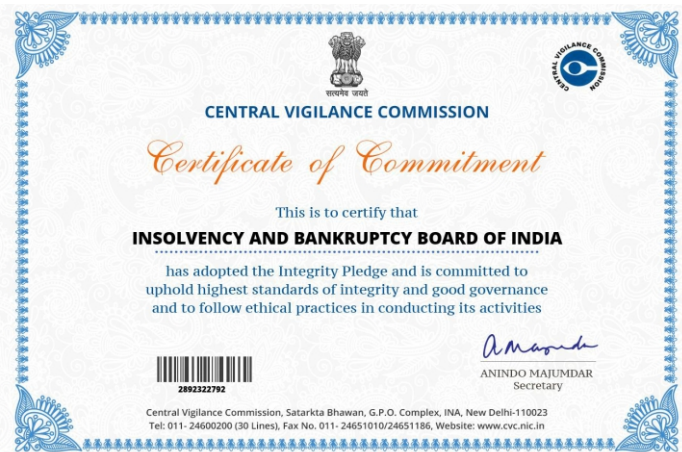 CENTRAL VIGILANCE COMMISSION
सत्यमेव जयते
CENTRAL VIGILANCE COMMISSION
Certificate of Commitment
This is to certify that
INSOLVENCY AND BANKRUPTCY BOARD OF INDIA
has adopted the Integrity Pledge and is committed to
uphold highest standards of integrity and good governance
and to follow ethical practices in conducting its activities
a Majumdar
ANINDO MAJUMDAR
Secretary
2892322792
Central Vigilance Commission, Satarkta Bhawan, G.P.O. Complex, INA, New Delhi-110023
Tel: 011- 24600200 (30 Lines), Fax No. 011- 24651010/24651186, Website: www.cvc.nic.in